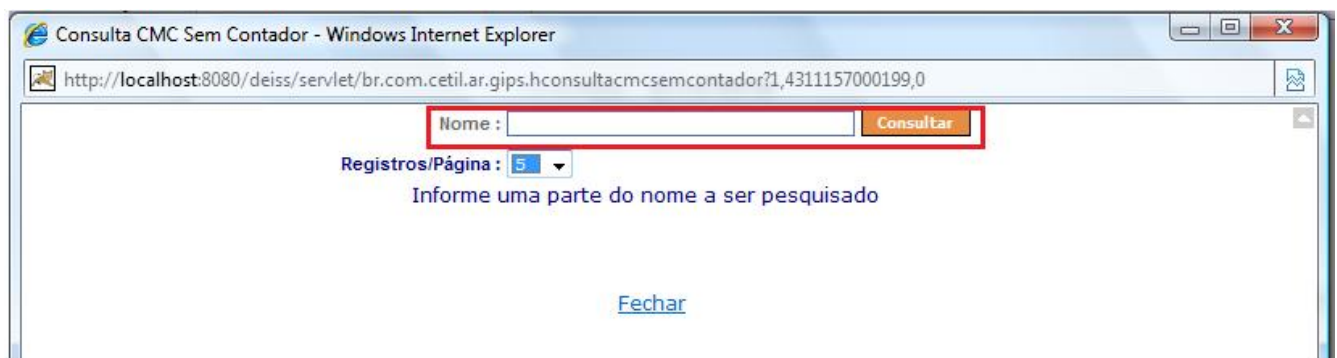 Consulta CMC Sem Contador - Windows Internet Explorer
http://localhost:8080/deiss/servlet/br.com.cetil.ar.gips.hconsultacmcsemcontador?1,4311157000199,0
Nome : Consultar
Registros/Página : 5
Informe uma parte do nome a ser pesquisado
Fechar